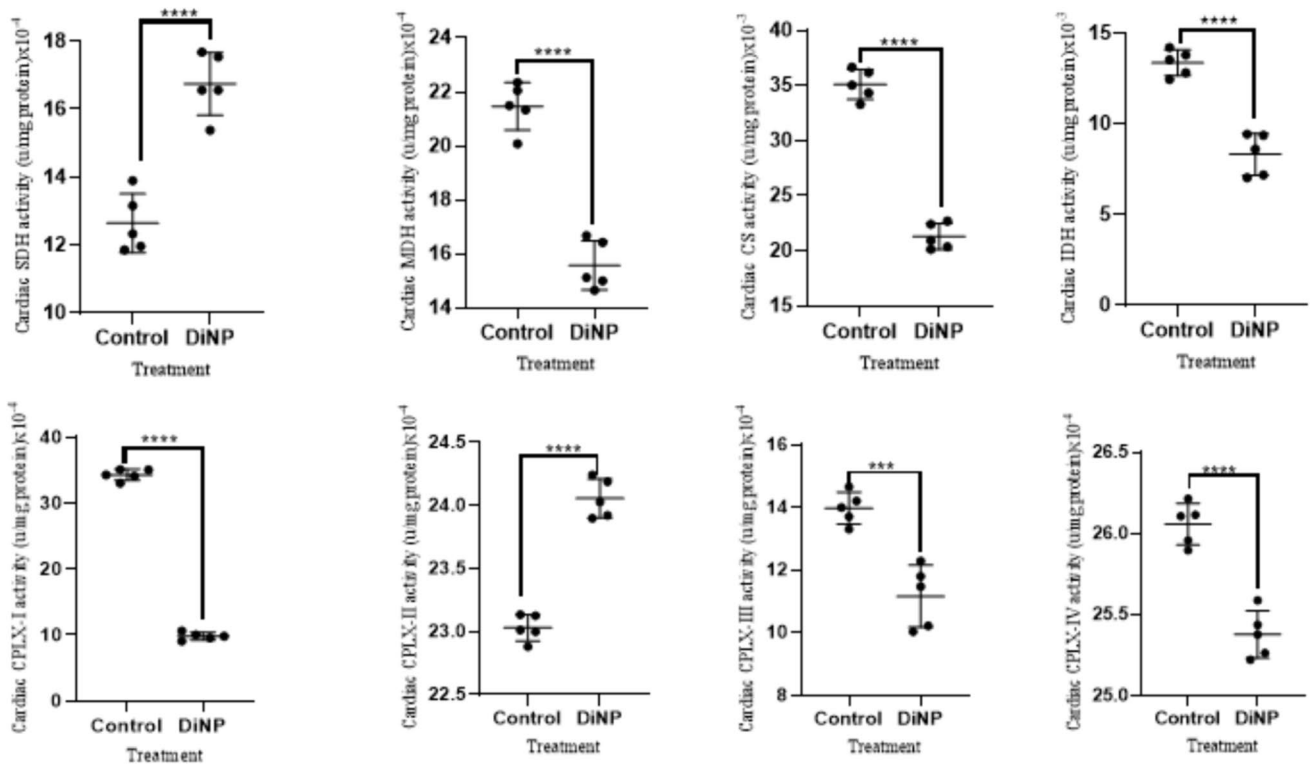 Cardiac SDH activity (u/mg protein)x10-4
18
16
14
12
10
****
Control DiNP
Treatment
Cardiac MDH activity (u/mg protein)x10-4
24
22
20
18
16
14
****
Control DiNP
Treatment
Cardiac CS activity (u/mg protein)x10-3
40
35
30
25
20
15
****
Control DiNP
Treatment
Cardiac IDH activity (u/mg protein)x10-3
15
10
5
0
****
Control DiNP
Treatment
Cardiac CPLX-I activity (u/mg protein)x10-4
40
30
20
10
0
****
Control DiNP
Treatment
Cardiac CPLX-II activity (u/mg protein)x10-4
24.5
24.0
23.5
23.0
22.5
****
Control DiNP
Treatment
Cardiac CPLX-III activity (u/mg protein)x10-4
16
14
12
10
8
***
Control DiNP
Treatment
Cardiac CPLX-IV activity (u/mg protein)x10-4
26.5
26.0
25.5
25.0
****
Control DiNP
Treatment